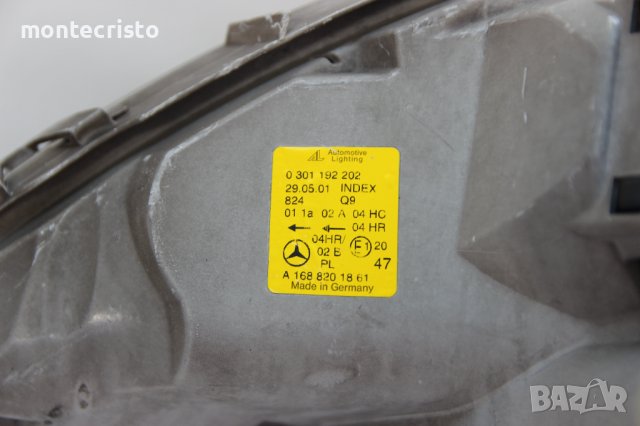 Сподели в:
montecristo
Automotive
Lighting
0 301 192 202
29.05.01 INDEX
824 Q9
01 1a 02 A 04 HC
04 HR
04HR/
02 B E1 20
PL 47
A 168 820 18 61
Made in Germany
BAZAR